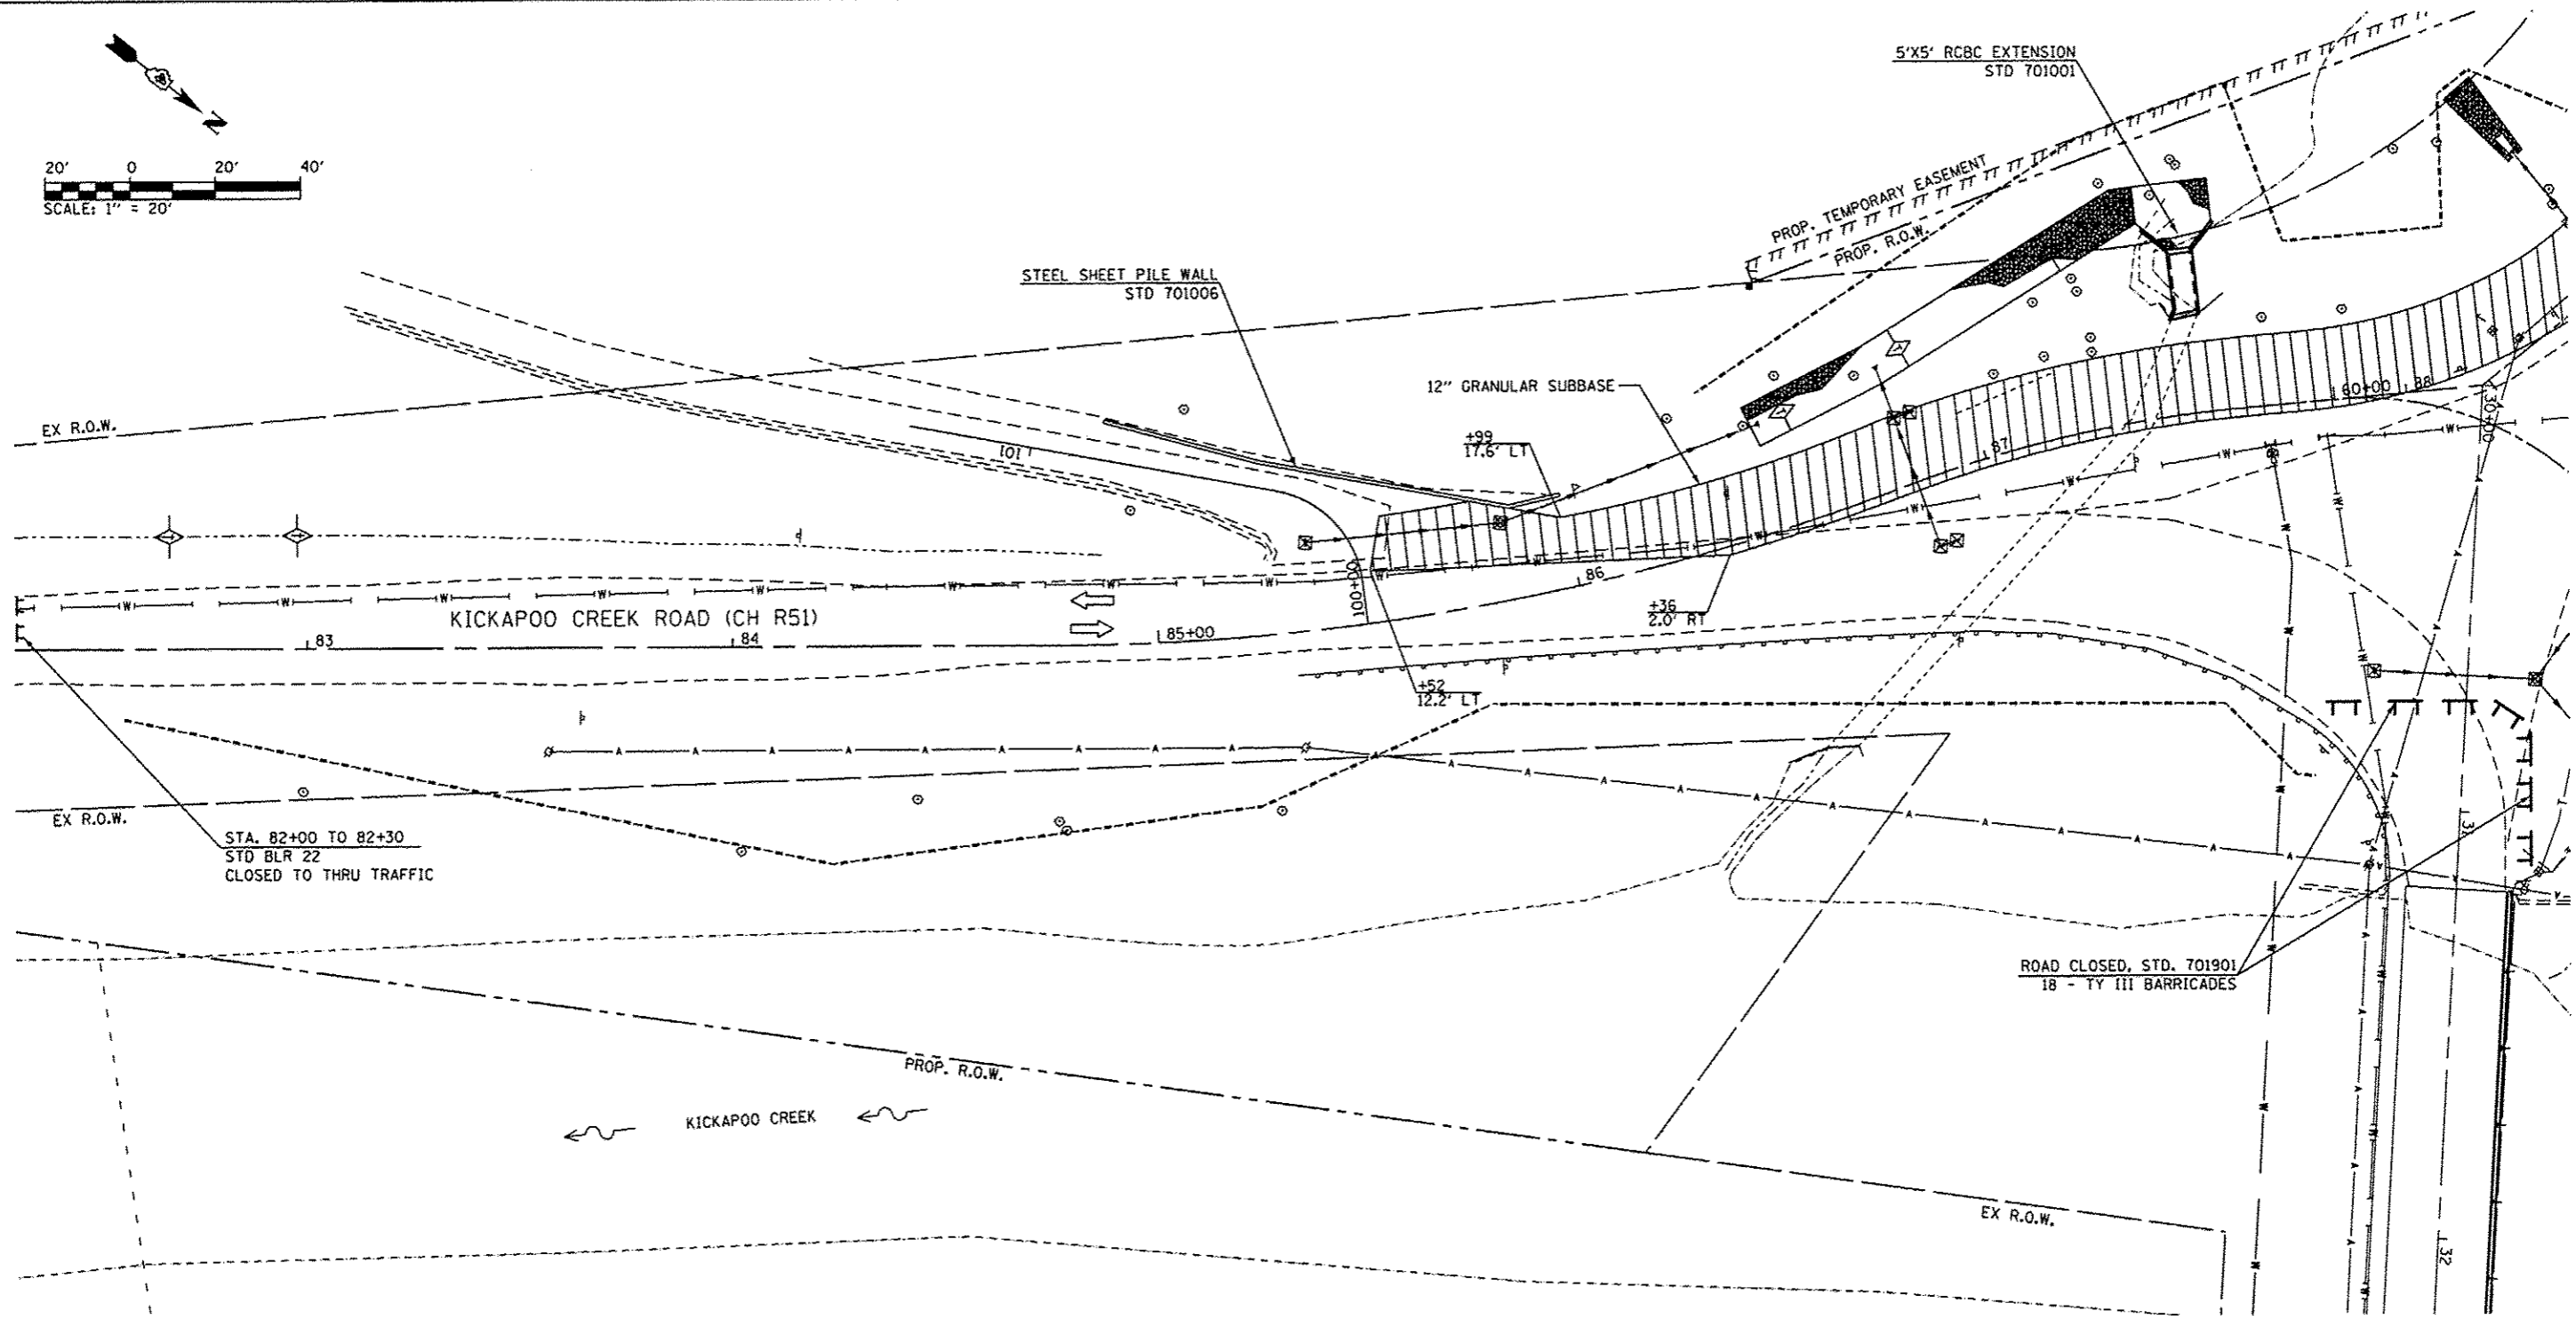 N
20' 0 20' 40'
SCALE: 1" = 20'
5'X5' RCBC EXTENSION
STD 701001
PROP. TEMPORARY EASEMENT
PROP. R.O.W.
STEEL SHEET PILE WALL
STD 701006
12" GRANULAR SUBBASE
EX R.O.W.
101
+99
17.6' LT
60+00
88
30+00
87
86
100+00
+36
2.0' RT
KICKAPOO CREEK ROAD (CH R51)
83
84
85+00
+52
12.2' LT
EX R.O.W.
STA. 82+00 TO 82+30
STD BLR 22
CLOSED TO THRU TRAFFIC
31
ROAD CLOSED, STD. 701901
18 - TY III BARRICADES
PROP. R.O.W.
KICKAPOO CREEK
EX R.O.W.
32